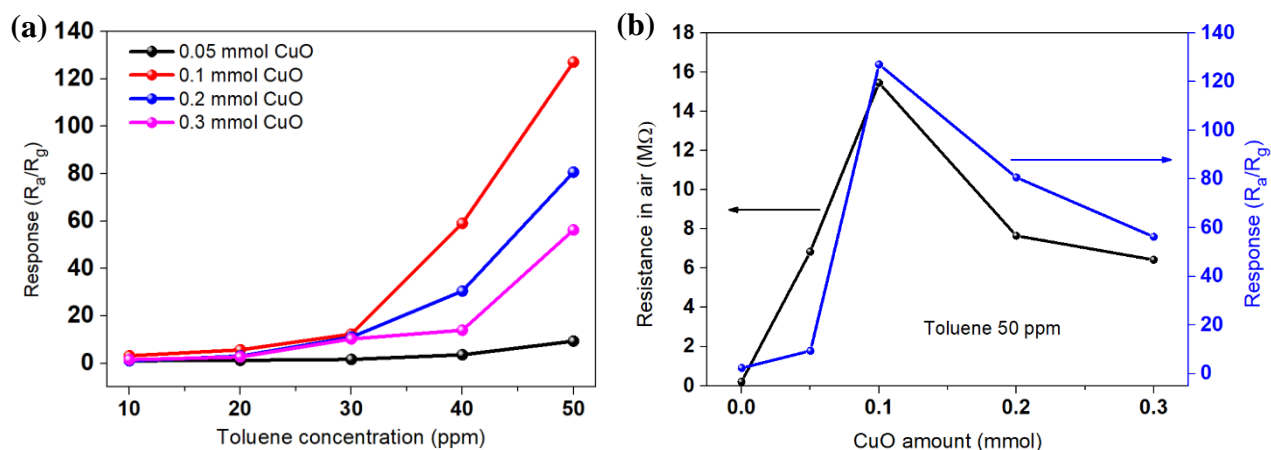 (a)
140
120
100
80
60
40
20
0
Response (Rₐ/R_g)
0.05 mmol CuO
0.1 mmol CuO
0.2 mmol CuO
0.3 mmol CuO
10 20 30 40 50
Toluene concentration (ppm)
(b)
18
16
14
12
10
8
6
4
2
0
Resistance in air (MΩ)
Toluene 50 ppm
0.0 0.1 0.2 0.3
CuO amount (mmol)
140
120
100
80
60
40
20
0
Response (Rₐ/R_g)